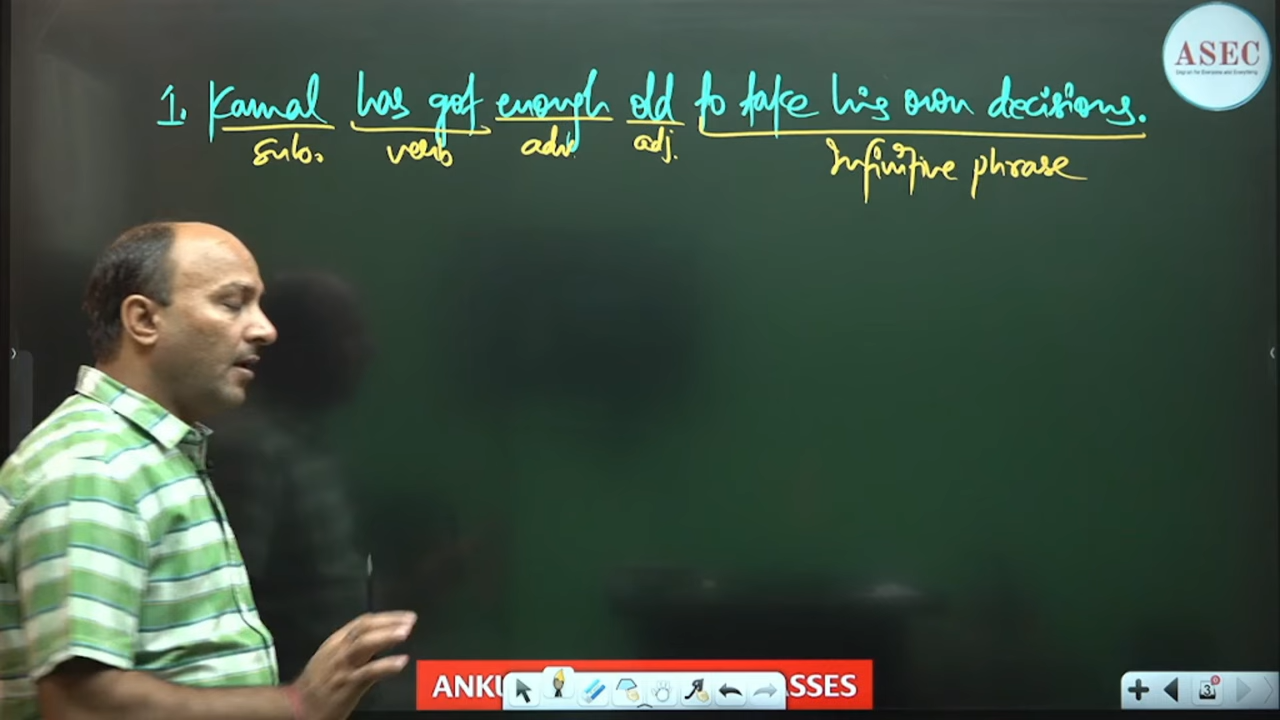 ASEC
1. Kamal has got enough old to take his own decisions.
sub. verb adv. adj. Infinitive phrase
ANKU SSES
3